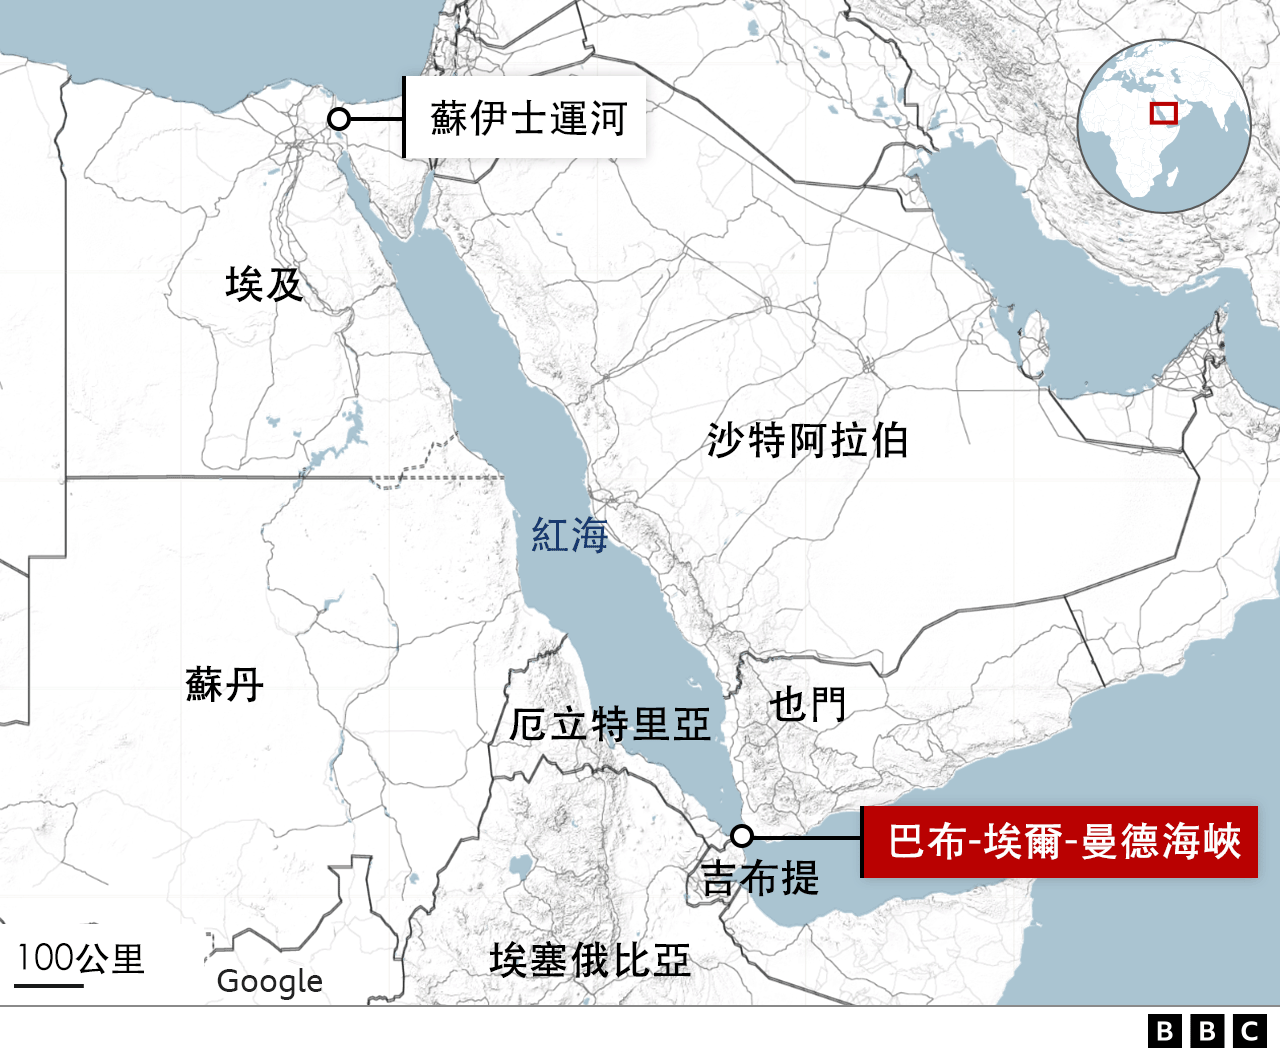 蘇伊士運河
埃及
沙特阿拉伯
紅海
蘇丹
厄立特里亞
也門
巴布-埃爾-曼德海峽
吉布提
埃塞俄比亞
100公里
Google
BBC